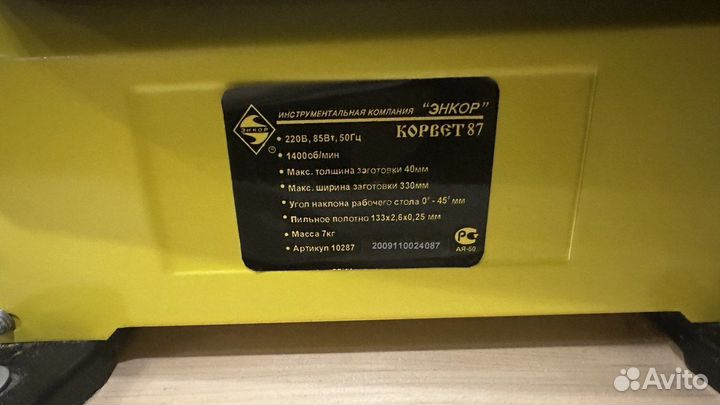 ИНСТРУМЕНТАЛЬНАЯ КОМПАНИЯ "ЭНКОР"
ЭНКОР ®
КОРВЕТ 87
• 220В, 85Вт, 50Гц
• 1400об/мин
• Макс. толщина заготовки 40мм
• Макс. ширина заготовки 330мм
• Угол наклона рабочего стола 0° - 45° мм
• Пильное полотно 133x2,6x0,25 мм
• Масса 7кг
• Артикул 10287 2009110024087
РС
АЯ-60
Avito